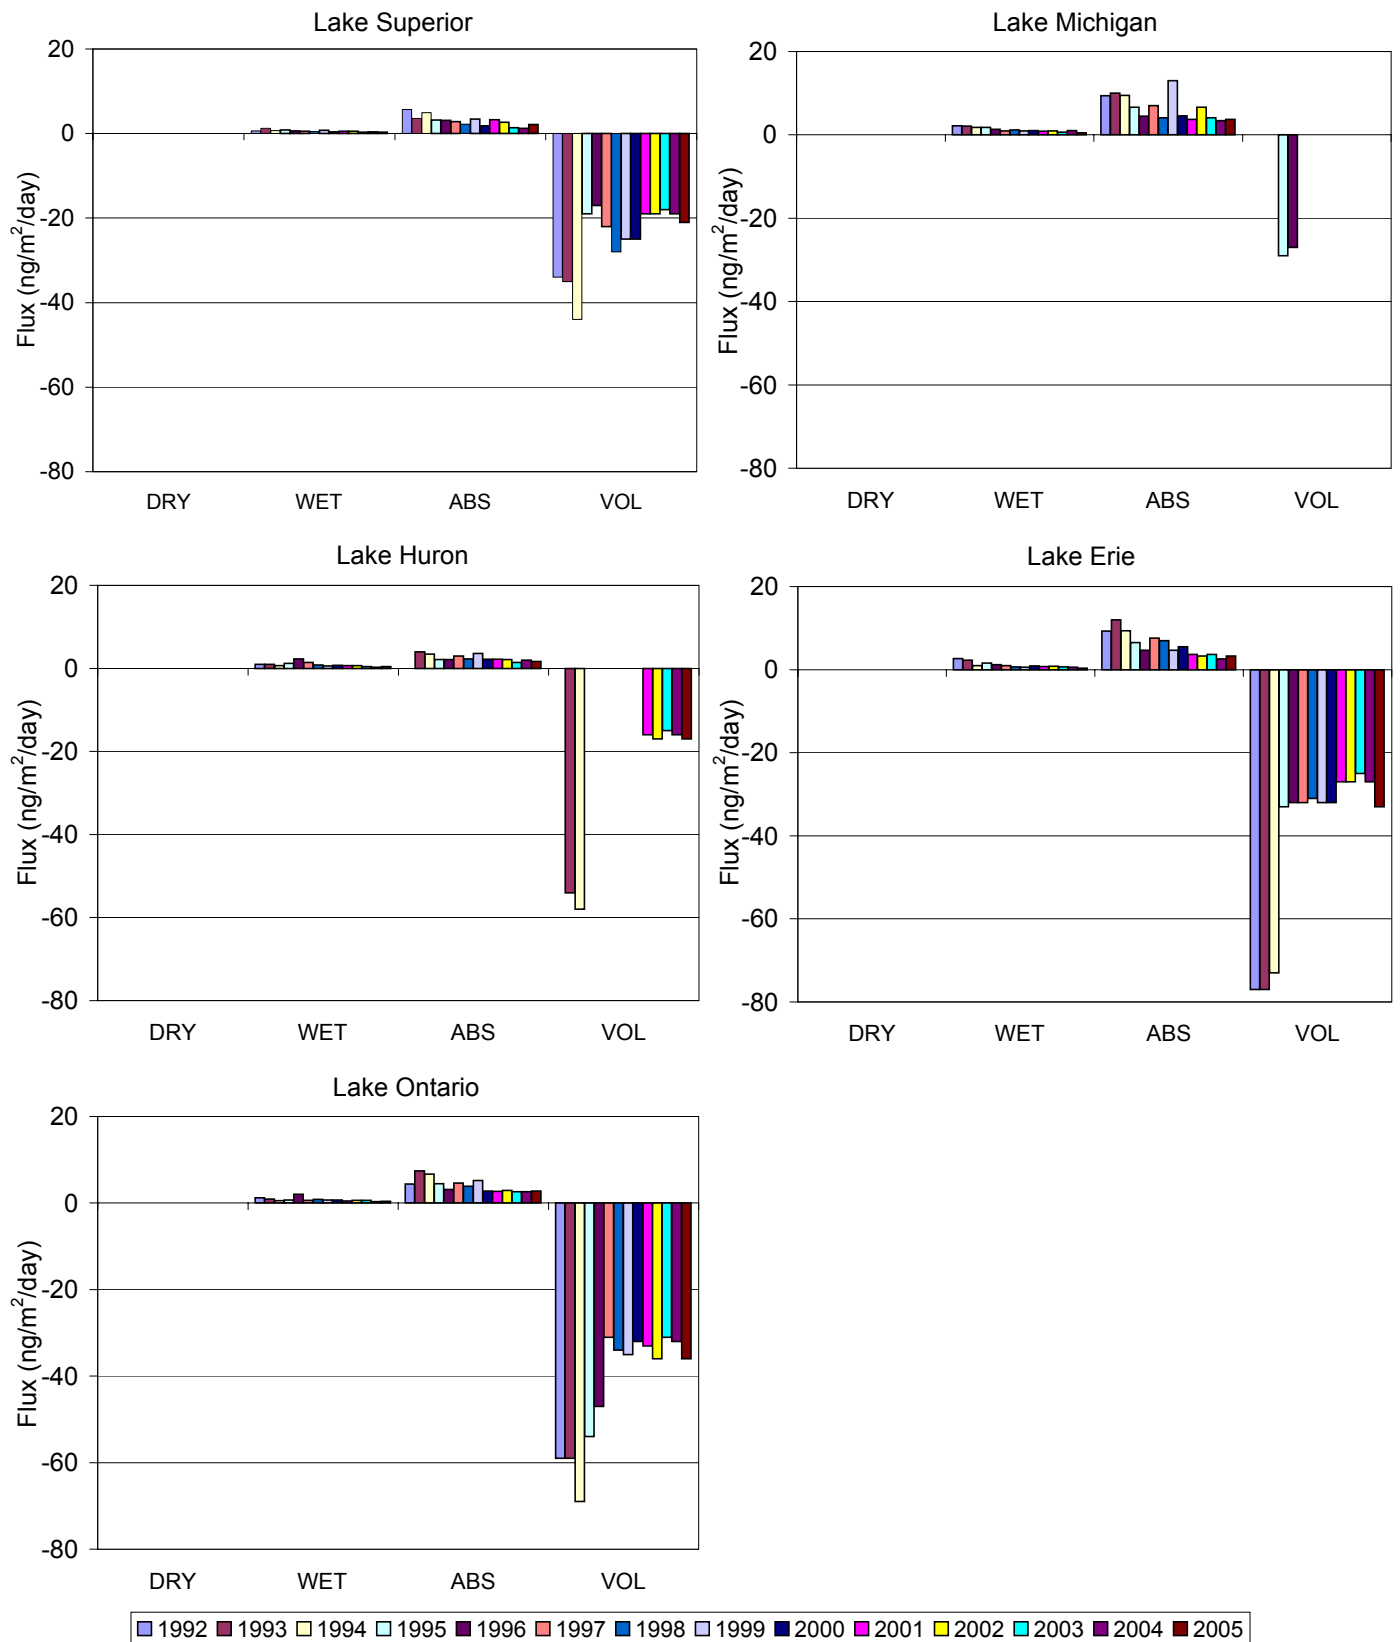 Lake Superior
20
0
-20
-40
-60
-80
Flux (ng/m²/day)
DRY WET ABS VOL
Lake Michigan
20
0
-20
-40
-60
-80
Flux (ng/m²/day)
DRY WET ABS VOL
Lake Huron
20
0
-20
-40
-60
-80
Flux (ng/m²/day)
DRY WET ABS VOL
Lake Erie
20
0
-20
-40
-60
-80
Flux (ng/m²/day)
DRY WET ABS VOL
Lake Ontario
20
0
-20
-40
-60
-80
Flux (ng/m²/day)
DRY WET ABS VOL
1992 1993 1994 1995 1996 1997 1998 1999 2000 2001 2002 2003 2004 2005